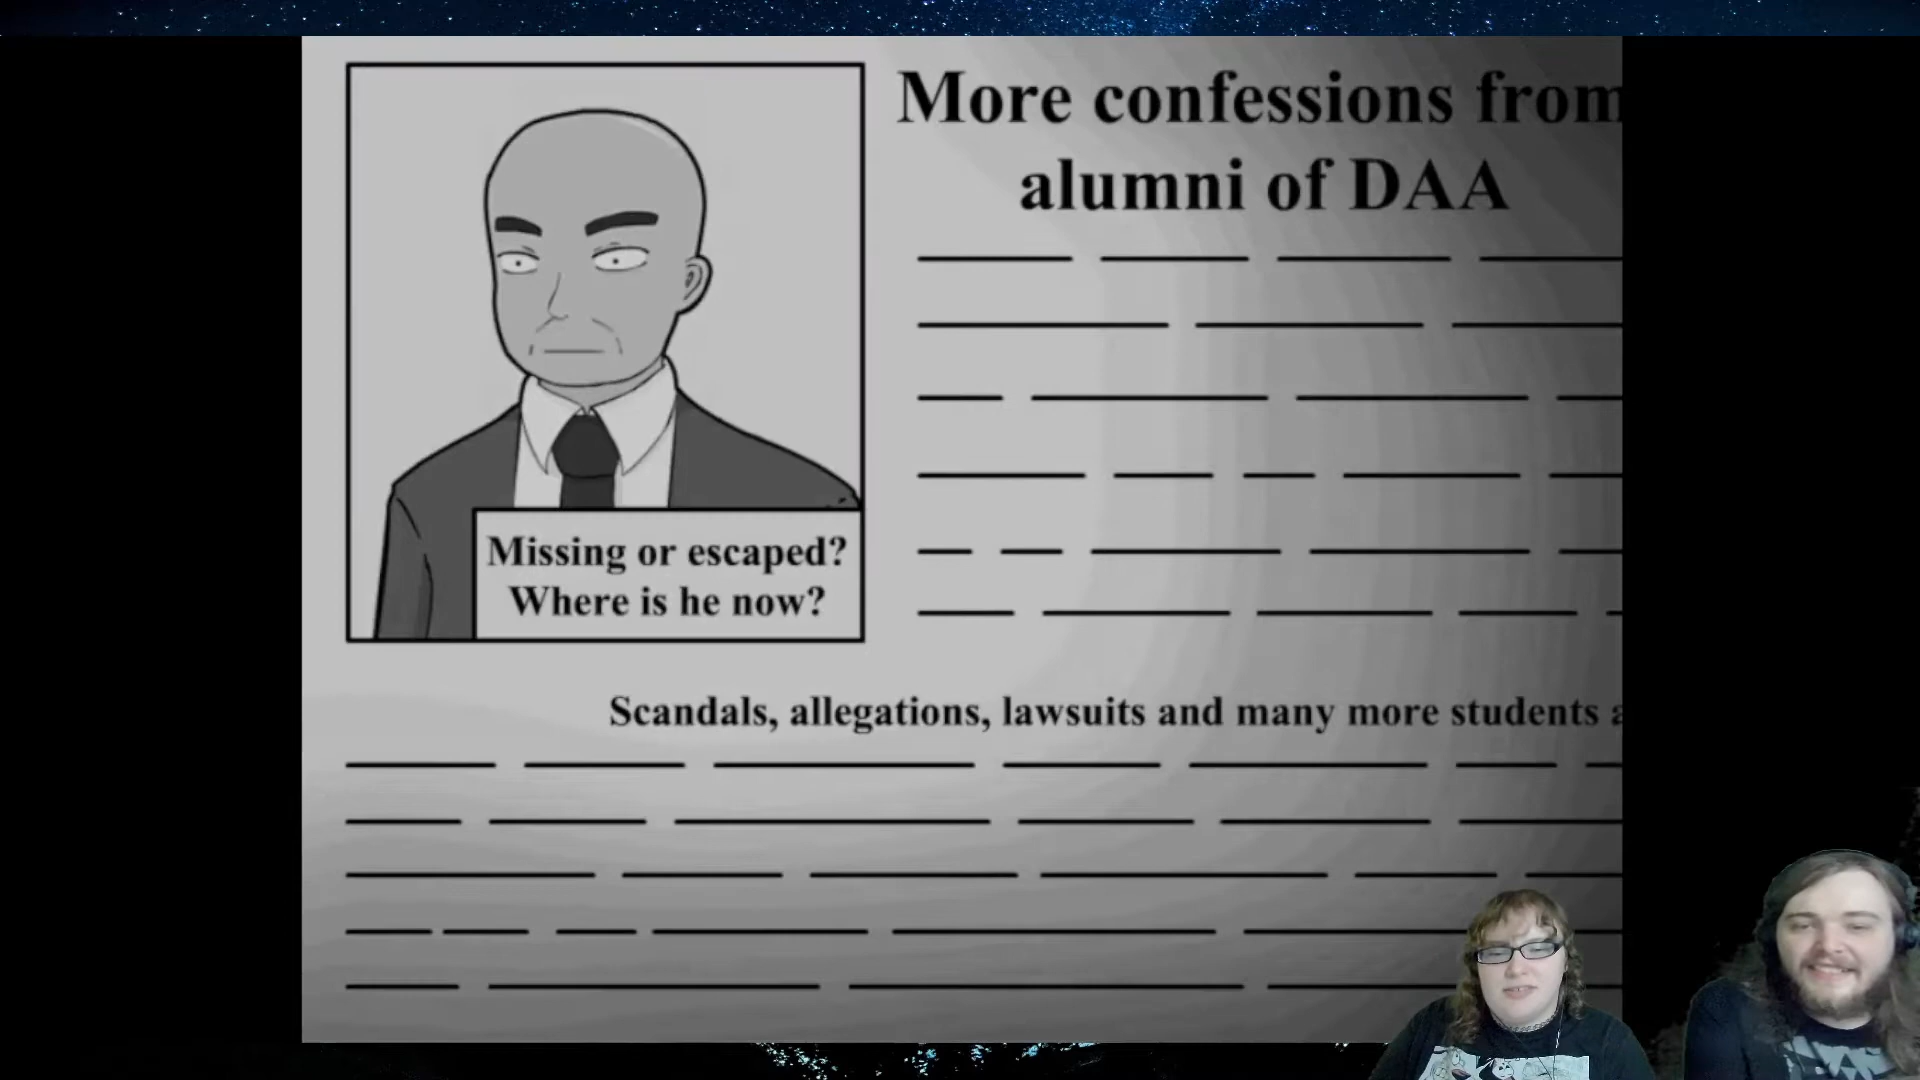 More confessions from
alumni of DAA
Missing or escaped?
Where is he now?
Scandals, allegations, lawsuits and many more students